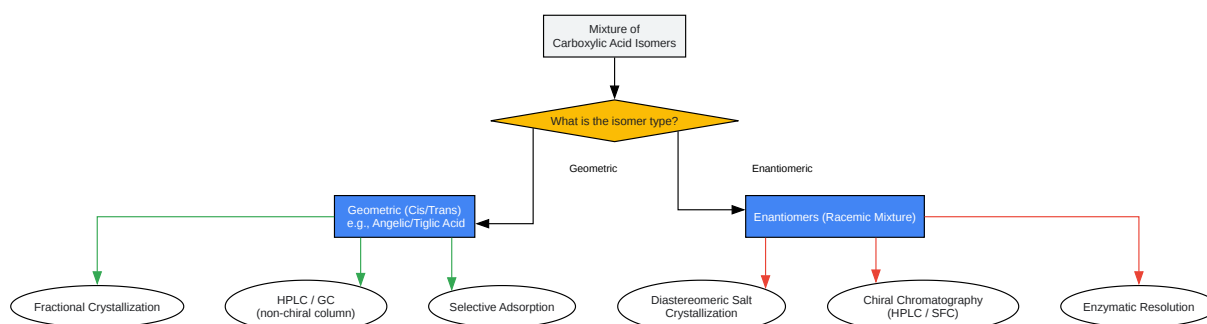 Mixture of
Carboxylic Acid Isomers
What is the isomer type?
Geometric
Enantiomeric
Geometric (Cis/Trans)
e.g., Angelic/Tiglic Acid
Enantiomers (Racemic Mixture)
Fractional Crystallization
HPLC / GC
(non-chiral column)
Selective Adsorption
Diastereomeric Salt
Crystallization
Chiral Chromatography
(HPLC / SFC)
Enzymatic Resolution